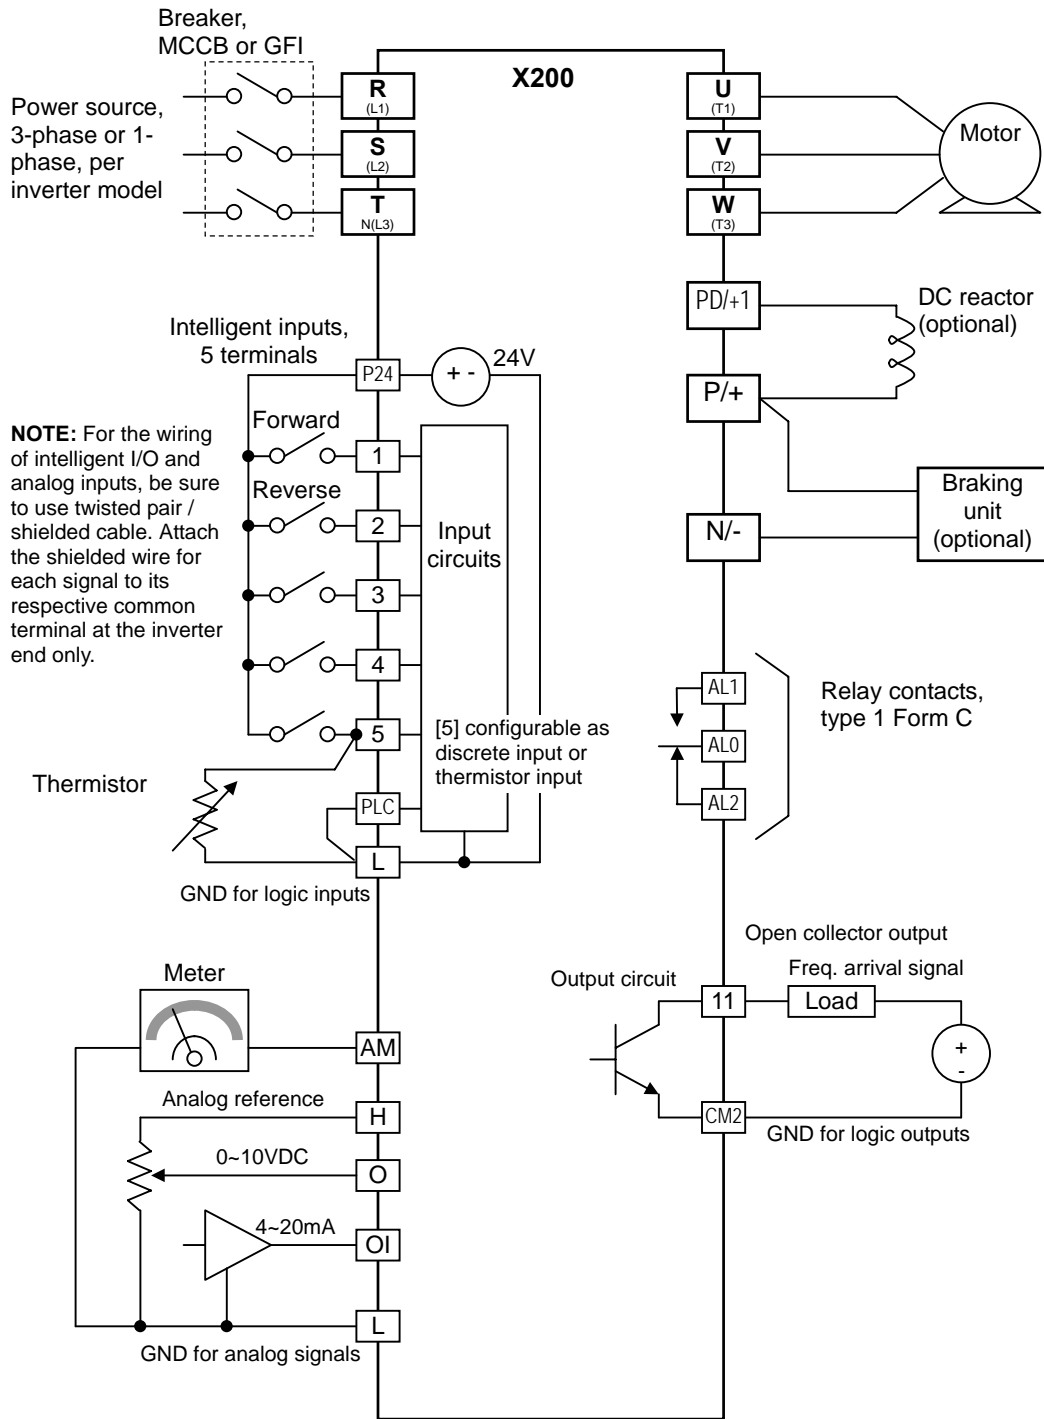 Breaker,
MCCB or GFI
X200
Power source,
3-phase or 1-
phase, per
inverter model
R
(L1)
S
(L2)
T
N(L3)
U
(T1)
V
(T2)
W
(T3)
Motor
PD/+1
DC reactor
(optional)
P/+
N/-
Braking
unit
(optional)
Intelligent inputs,
5 terminals
P24
+ -
24V
NOTE: For the wiring
of intelligent I/O and
analog inputs, be sure
to use twisted pair /
shielded cable. Attach
the shielded wire for
each signal to its
respective common
terminal at the inverter
end only.
Forward
1
Reverse
2
3
4
5
Input
circuits
[5] configurable as
discrete input or
thermistor input
Thermistor
PLC
L
GND for logic inputs
AL1
AL0
AL2
Relay contacts,
type 1 Form C
Open collector output
Output circuit
Freq. arrival signal
11
Load
+
-
CM2
GND for logic outputs
Meter
AM
Analog reference
H
0~10VDC
O
4~20mA
OI
L
GND for analog signals